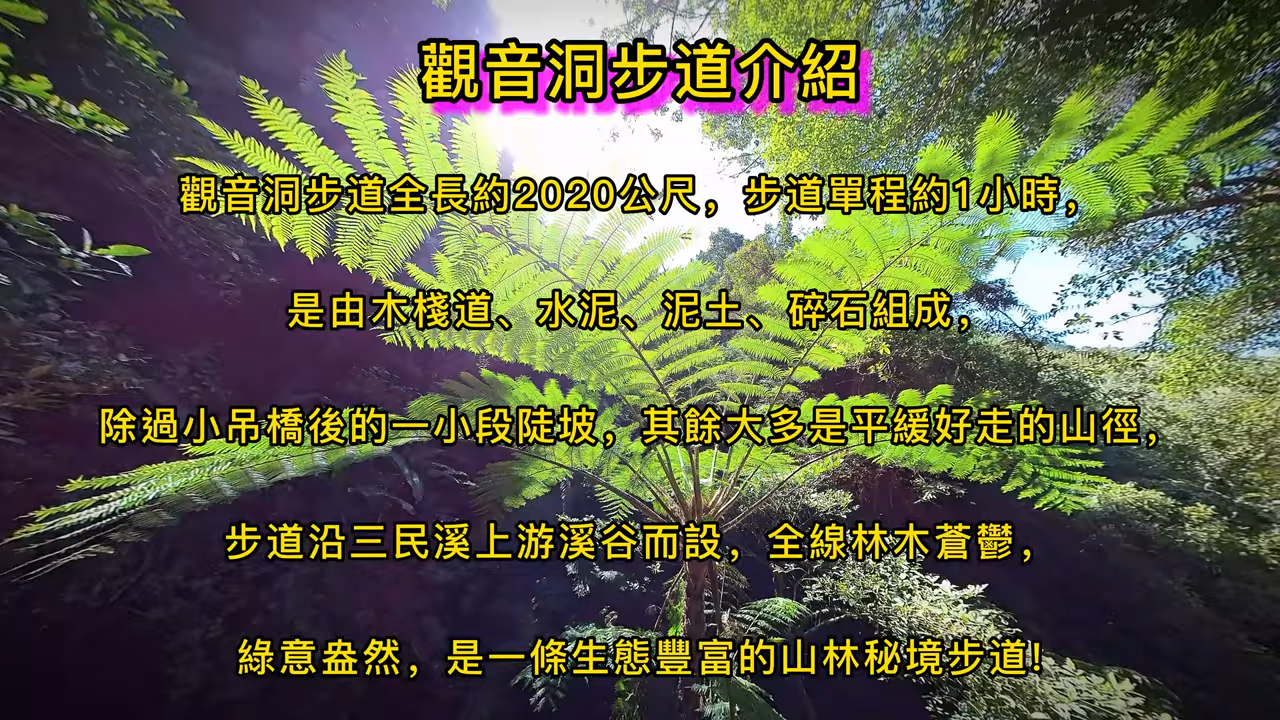 觀音洞步道介紹
觀音洞步道全長約2020公尺，步道單程約1小時，
是由木棧道、水泥、泥土、碎石組成，
除過小吊橋後的一小段陡坡，其餘大多是平緩好走的山徑，
步道沿三民溪上游溪谷而設，全線林木蒼鬱，
綠意盎然，是一條生態豐富的山林秘境步道!